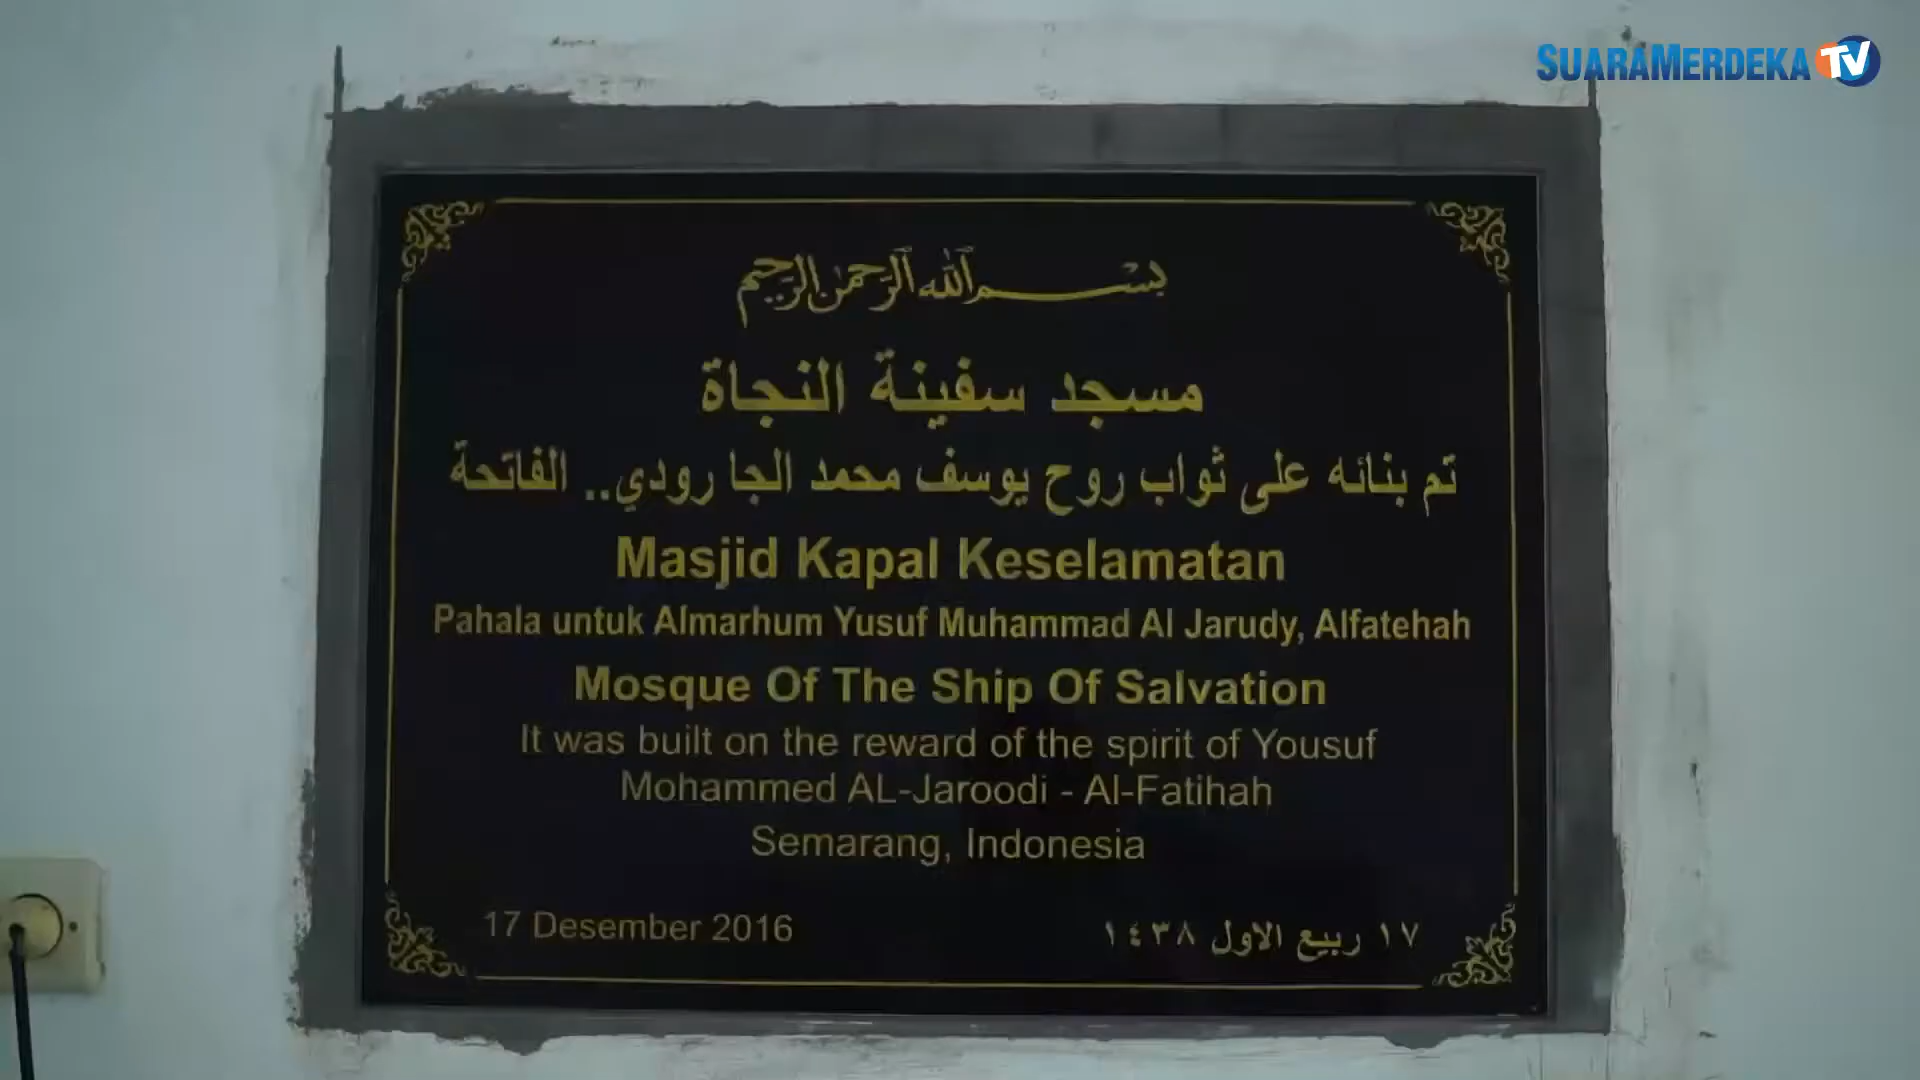 SUARAMERDEKA TV
بسم الله الرحمن الرحيم
مسجد سفينة النجاة
تم بنائه على ثواب روح يوسف محمد الجا رودي.. الفاتحة
Masjid Kapal Keselamatan
Pahala untuk Almarhum Yusuf Muhammad Al Jarudy, Alfatehah
Mosque Of The Ship Of Salvation
It was built on the reward of the spirit of Yousuf
Mohammed AL-Jaroodi - Al-Fatihah
Semarang, Indonesia
17 Desember 2016
١٧ ربيع الاول ١٤٣٨